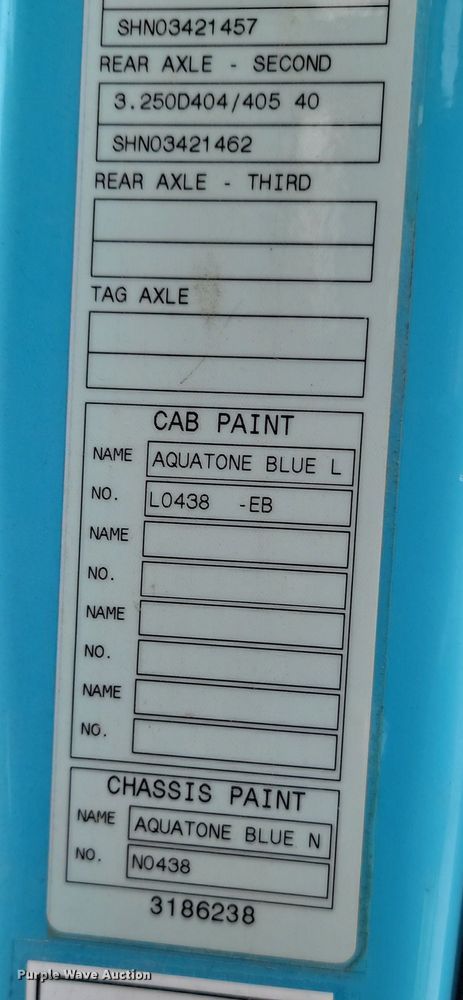 SHN03421457
REAR AXLE - SECOND
3.250D404/405 40
SHN03421462
REAR AXLE - THIRD
TAG AXLE
CAB PAINT
NAME AQUATONE BLUE L
NO. L0438 -EB
NAME
NO.
NAME
NO.
NAME
NO.
CHASSIS PAINT
NAME AQUATONE BLUE N
NO. N0438
3186238
Purple Wave Auction